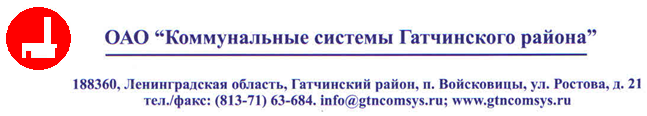 ОАО “Коммунальные системы Гатчинского района”
188360, Ленинградская область, Гатчинский район, п. Войсковицы, ул. Ростова, д. 21
тел./факс: (813-71) 63-684. info@gtncomsys.ru; www.gtncomsys.ru